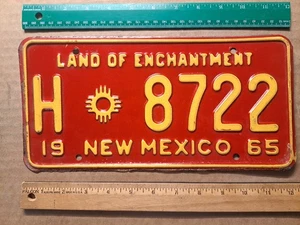 LAND OF ENCHANTMENT
H 8722
19 NEW MEXICO 65